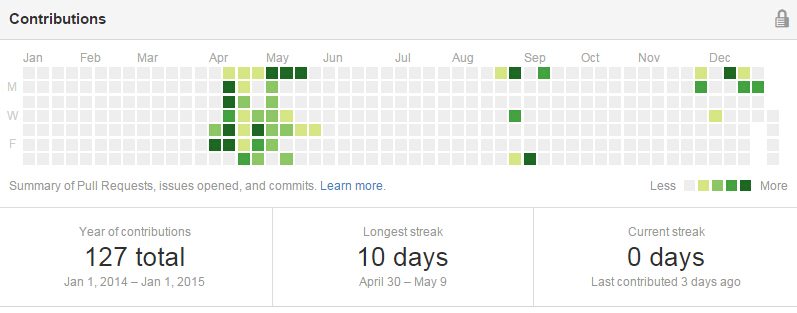 Contributions
Jan Feb Mar Apr May Jun Jul Aug Sep Oct Nov Dec
M
W
F
Summary of Pull Requests, issues opened, and commits. Learn more. Less More
Year of contributions
127 total
Jan 1, 2014 – Jan 1, 2015
Longest streak
10 days
April 30 – May 9
Current streak
0 days
Last contributed 3 days ago